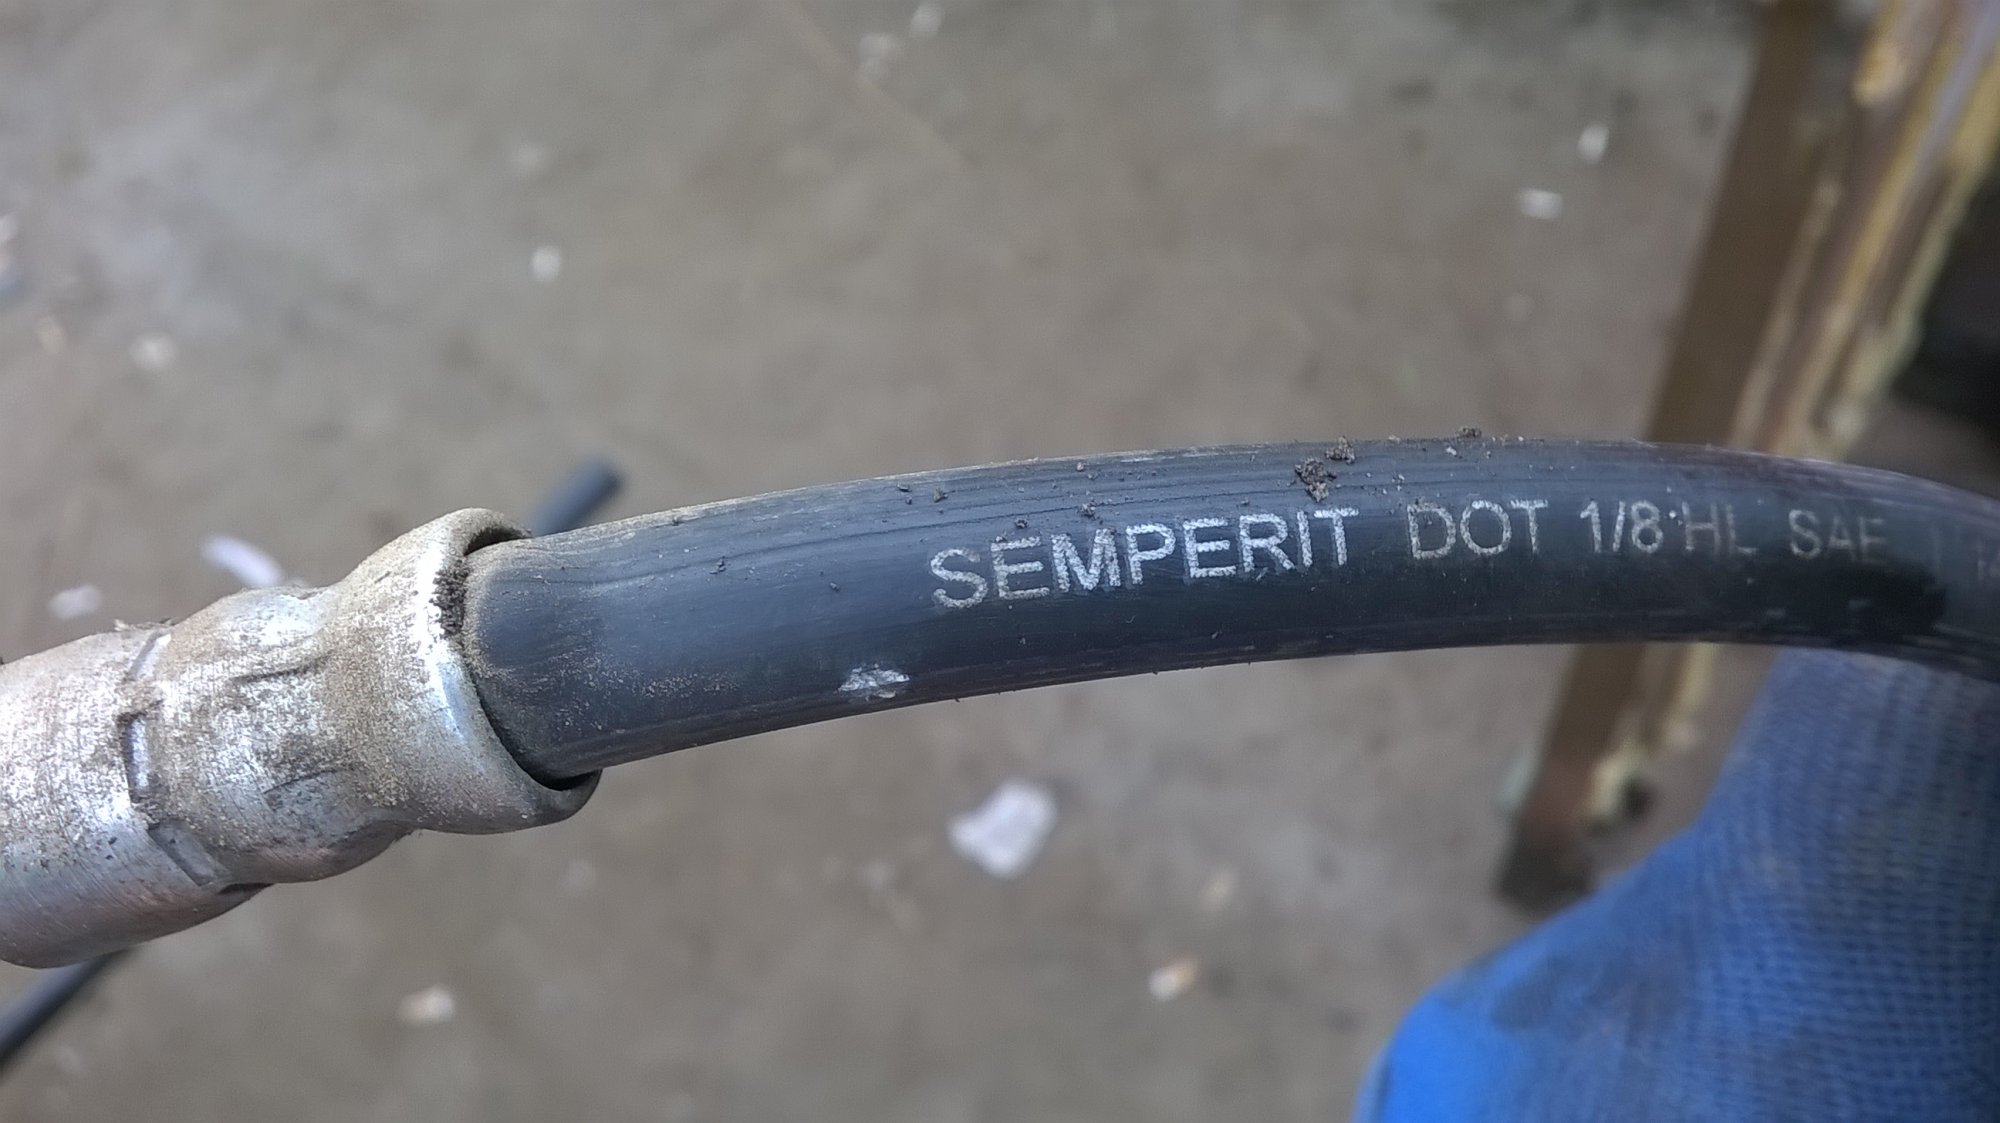 SEMPERIT DOT 1/8 HL SAE